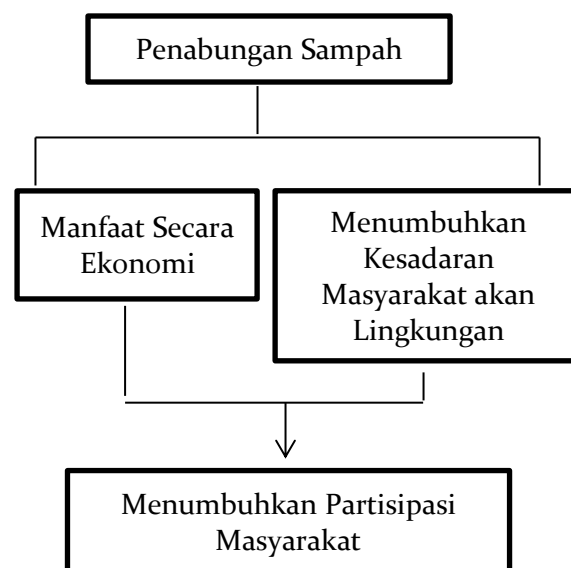 Penabungan Sampah
Manfaat Secara
Ekonomi
Menumbuhkan
Kesadaran
Masyarakat akan
Lingkungan
Menumbuhkan Partisipasi
Masyarakat